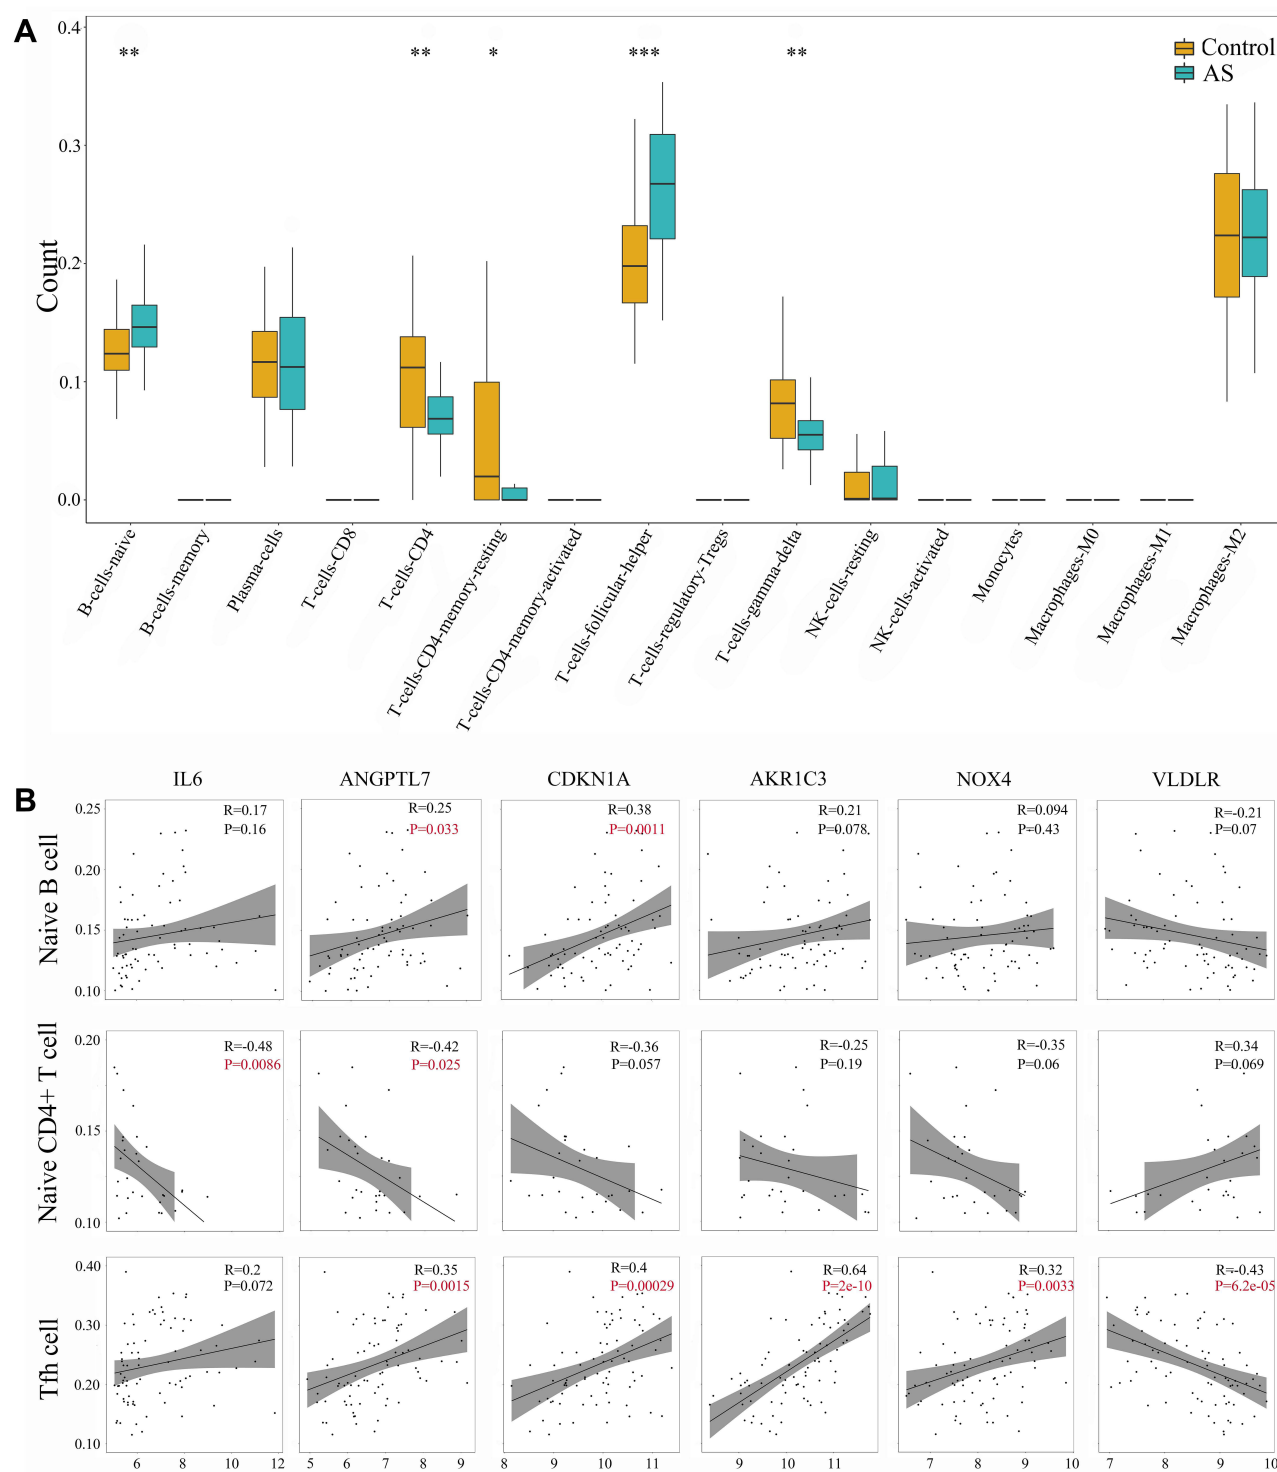 A
0.4
** ** * *** **
Control
AS
0.3
Count
0.2
0.1
0.0
B-cells-naive
B-cells-memory
Plasma-cells
T-cells-CD8
T-cells-CD4
T-cells-CD4-memory-resting
T-cells-CD4-memory-activated
T-cells-follicular-helper
T-cells-regulatory-Tregs
T-cells-gamma-delta
NK-cells-resting
NK-cells-activated
Monocytes
Macrophages-M0
Macrophages-M1
Macrophages-M2
B
IL6 ANGPTL7 CDKN1A AKR1C3 NOX4 VLDLR
Naive B cell
0.25
0.20
0.15
0.10
R=0.17
P=0.16
R=0.25
P=0.033
R=0.38
P=0.0011
R=0.21
P=0.078
R=0.094
P=0.43
R=-0.21
P=0.07
Naive CD4+ T cell
0.20
0.15
0.10
R=-0.48
P=0.0086
R=-0.42
P=0.025
R=-0.36
P=0.057
R=-0.25
P=0.19
R=-0.35
P=0.06
R=0.34
P=0.069
Tfh cell
0.40
0.30
0.20
0.10
R=0.2
P=0.072
R=0.35
P=0.0015
R=0.4
P=0.00029
R=0.64
P=2e-10
R=0.32
P=0.0033
R=-0.43
P=6.2e-05
6 8 10 12
5 6 7 8 9
8 9 10 11
9 10 11
7 8 9 10
7 8 9 10